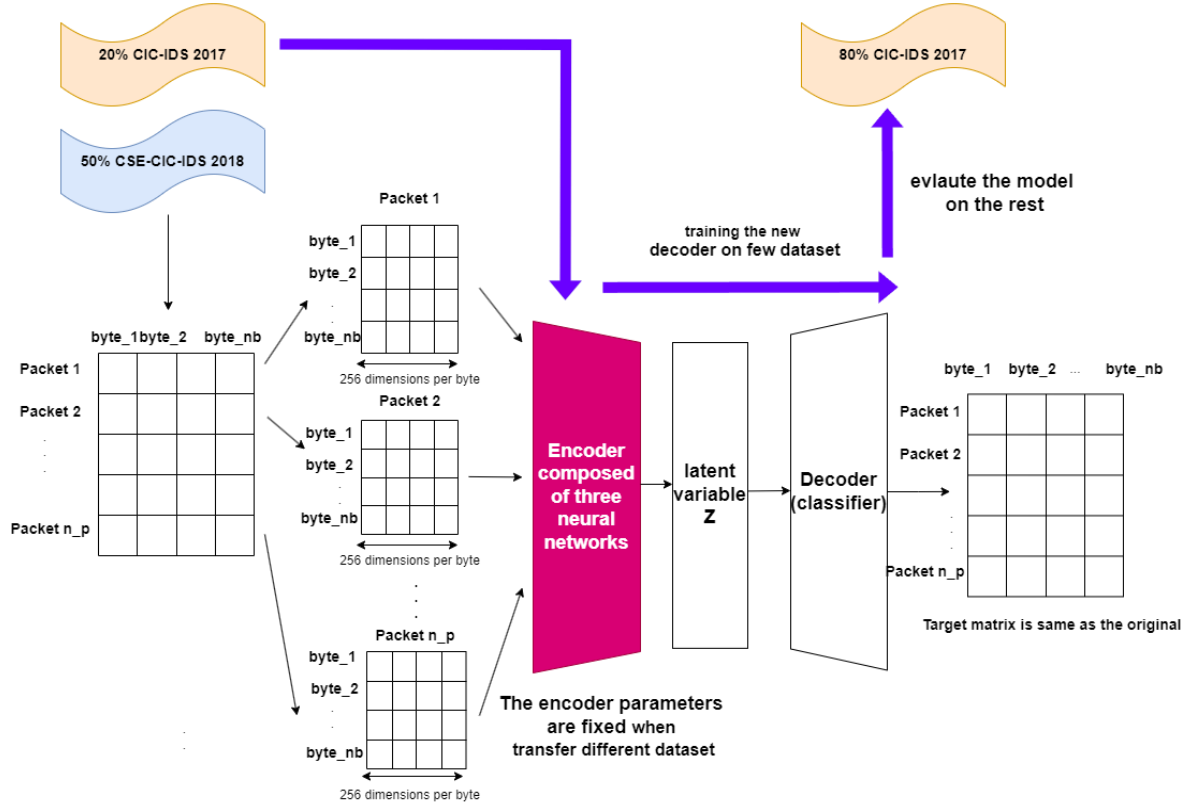 20% CIC-IDS 2017
80% CIC-IDS 2017
50% CSE-CIC-IDS 2018
evlaute the model
on the rest
training the new
decoder on few dataset
Packet 1
byte_1
byte_2
.
.
byte_nb
256 dimensions per byte
byte_1 byte_2 byte_nb
Packet 1
Packet 2
.
.
.
Packet n_p
Packet 2
byte_1
byte_2
.
.
byte_nb
256 dimensions per byte
.
.
.
Packet n_p
byte_1
byte_2
.
.
byte_nb
256 dimensions per byte
.
.
Encoder
composed
of three
neural
networks
The encoder parameters
are fixed when
transfer different dataset
latent
variable
z
Decoder
(classifier)
byte_1 byte_2 ... byte_nb
Packet 1
Packet 2
.
.
.
Packet n_p
Target matrix is same as the original